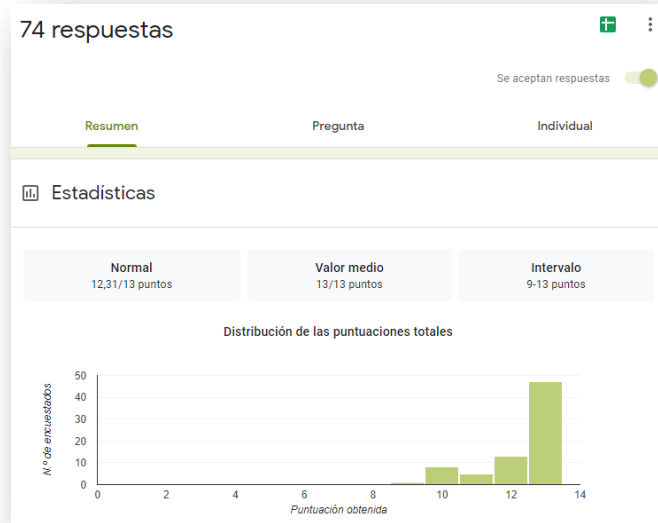 74 respuestas
Se aceptan respuestas
Resumen Pregunta Individual
Estadísticas
Normal Valor medio Intervalo
12,31/13 puntos 13/13 puntos 9-13 puntos
Distribución de las puntuaciones totales
N.º de encuestados
50
40
30
20
10
0
0 2 4 6 8 10 12 14
Puntuación obtenida